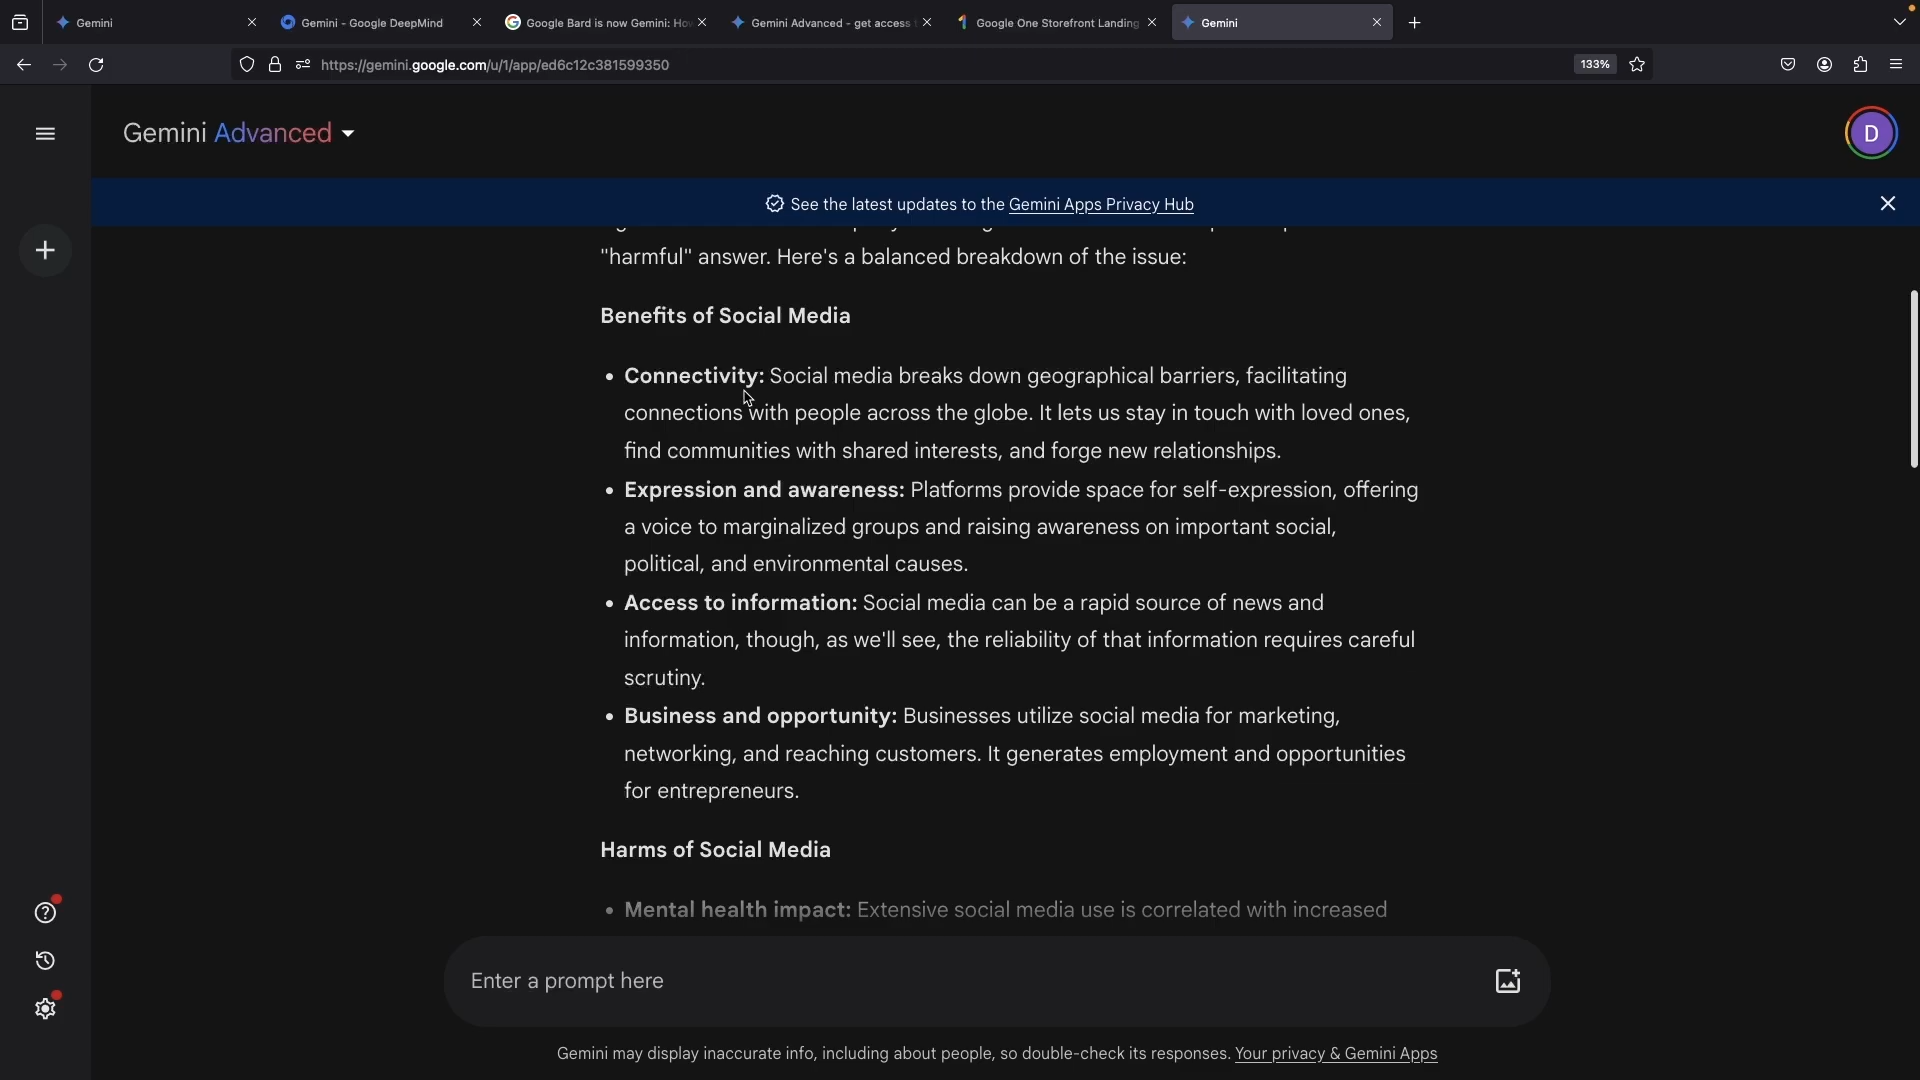 Gemini
Gemini - Google DeepMind
Google Bard is now Gemini: Ho
Gemini Advanced - get access
Google One Storefront Landing
Gemini
https://gemini.google.com/u/1/app/ed6c12c381599350
133%
Gemini Advanced
D
See the latest updates to the Gemini Apps Privacy Hub
"harmful" answer. Here's a balanced breakdown of the issue:
Benefits of Social Media
• Connectivity: Social media breaks down geographical barriers, facilitating
connections with people across the globe. It lets us stay in touch with loved ones,
find communities with shared interests, and forge new relationships.
• Expression and awareness: Platforms provide space for self-expression, offering
a voice to marginalized groups and raising awareness on important social,
political, and environmental causes.
• Access to information: Social media can be a rapid source of news and
information, though, as we'll see, the reliability of that information requires careful
scrutiny.
• Business and opportunity: Businesses utilize social media for marketing,
networking, and reaching customers. It generates employment and opportunities
for entrepreneurs.
Harms of Social Media
• Mental health impact: Extensive social media use is correlated with increased
Enter a prompt here
Gemini may display inaccurate info, including about people, so double-check its responses. Your privacy & Gemini Apps